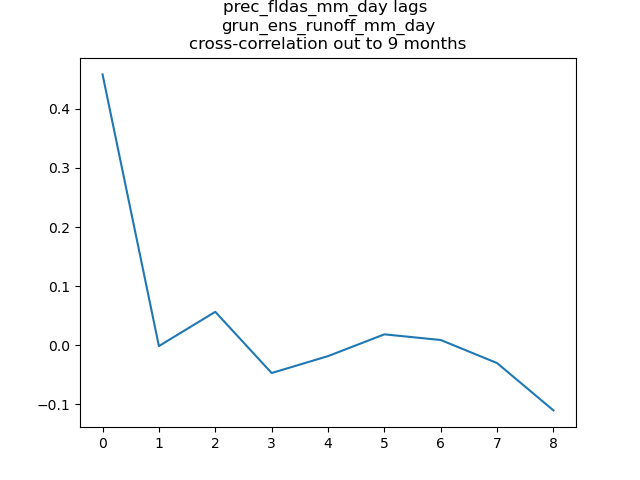 prec_fldas_mm_day lags
grun_ens_runoff_mm_day
cross-correlation out to 9 months
0.4
0.3
0.2
0.1
0.0
−0.1
0 1 2 3 4 5 6 7 8